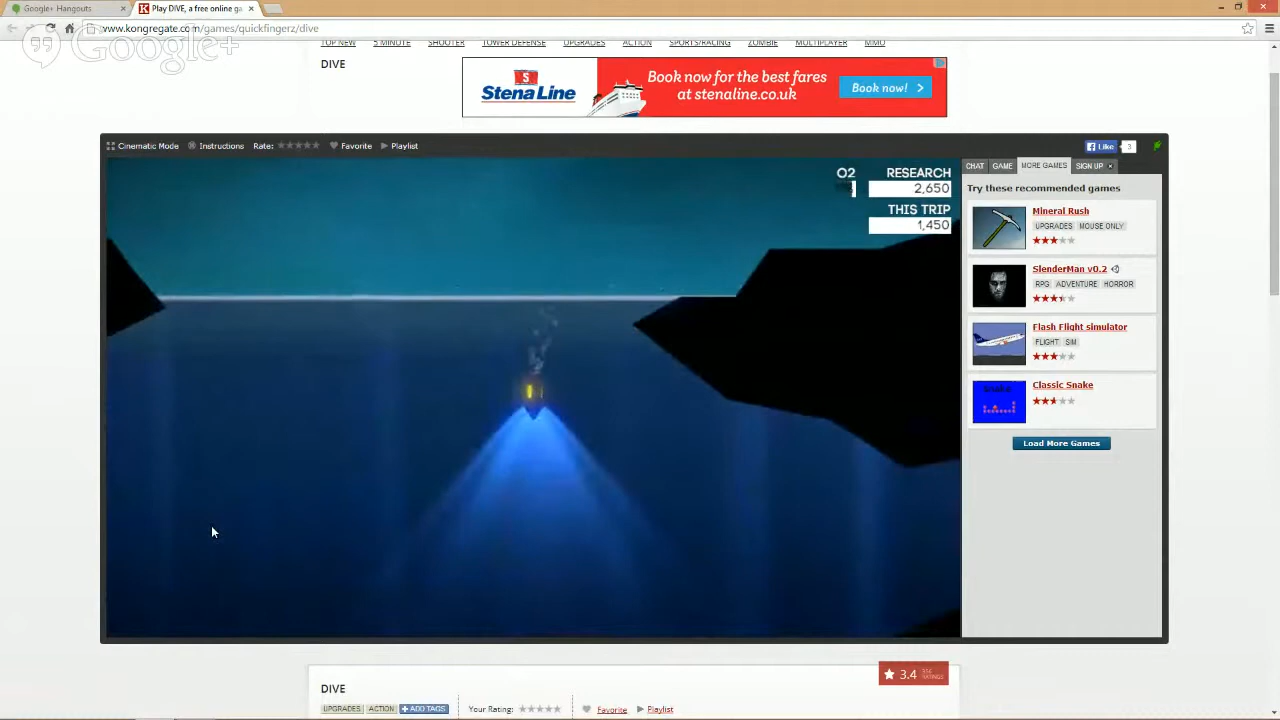 Google+ Hangouts
Play DIVE, a free online ga
www.kongregate.com/games/quickfingerz/dive
Google+
TOP NEW 5 MINUTE SHOOTER TOWER DEFENSE UPGRADES ACTION SPORTS/RACING ZOMBIE MULTIPLAYER MMO
DIVE
S
STENA LINE
Book now for the best fares
at stenaline.co.uk
Book now!
Cinematic Mode Instructions Rate: Favorite Playlist
Like 3
O2 RESEARCH
2,650
THIS TRIP
1,450
CHAT GAME MORE GAMES SIGN UP
Try these recommended games
Mineral Rush
UPGRADES MOUSE ONLY
SlenderMan v0.2
RPG ADVENTURE HORROR
Flash Flight simulator
FLIGHT SIM
Classic Snake
Load More Games
3.4
RATINGS
DIVE
UPGRADES ACTION + ADD TAGS Your Rating: Favorite Playlist